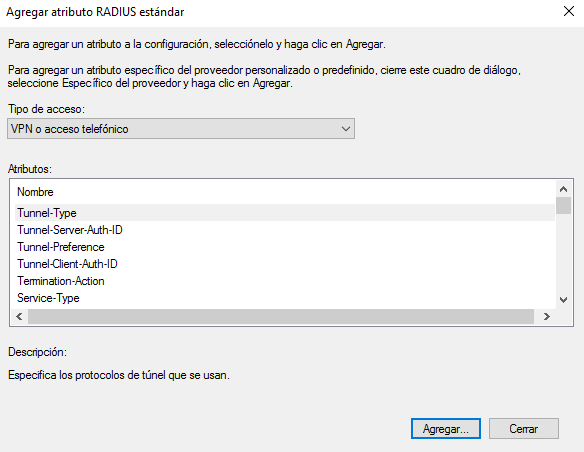 Agregar atributo RADIUS estándar
Para agregar un atributo a la configuración, selecciónelo y haga clic en Agregar.
Para agregar un atributo específico del proveedor personalizado o predefinido, cierre este cuadro de diálogo,
seleccione Específico del proveedor y haga clic en Agregar.
Tipo de acceso:
VPN o acceso telefónico
Atributos:
Nombre
Tunnel-Type
Tunnel-Server-Auth-ID
Tunnel-Preference
Tunnel-Client-Auth-ID
Termination-Action
Service-Type
Descripción:
Especifica los protocolos de túnel que se usan.
Agregar...
Cerrar